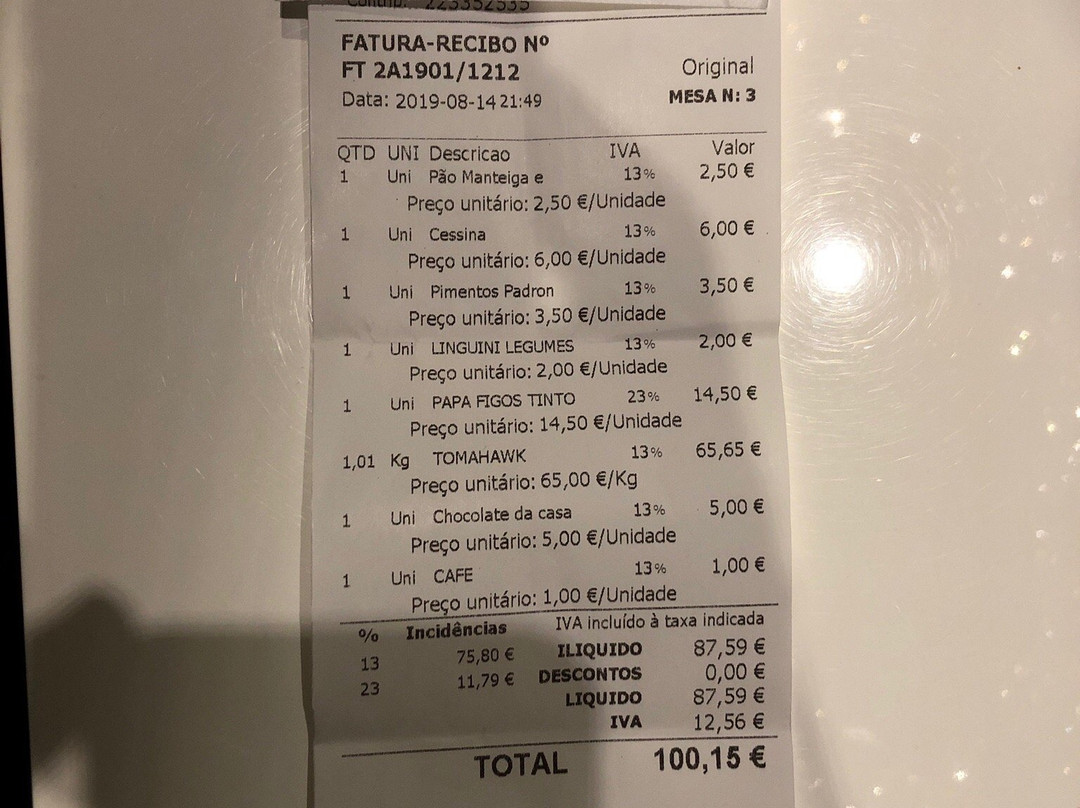 Contrib. 223352535
FATURA-RECIBO Nº
FT 2A1901/1212
Original
Data: 2019-08-14 21:49
MESA N: 3
QTD UNI Descricao IVA Valor
1 Uni Pão Manteiga e 13% 2,50 €
Preço unitário: 2,50 €/Unidade
1 Uni Cessina 13% 6,00 €
Preço unitário: 6,00 €/Unidade
1 Uni Pimentos Padron 13% 3,50 €
Preço unitário: 3,50 €/Unidade
1 Uni LINGUINI LEGUMES 13% 2,00 €
Preço unitário: 2,00 €/Unidade
1 Uni PAPA FIGOS TINTO 23% 14,50 €
Preço unitário: 14,50 €/Unidade
1,01 Kg TOMAHAWK 13% 65,65 €
Preço unitário: 65,00 €/Kg
1 Uni Chocolate da casa 13% 5,00 €
Preço unitário: 5,00 €/Unidade
1 Uni CAFE 13% 1,00 €
Preço unitário: 1,00 €/Unidade
% Incidências IVA incluído à taxa indicada
13 75,80 € ILIQUIDO 87,59 €
23 11,79 € DESCONTOS 0,00 €
LIQUIDO 87,59 €
IVA 12,56 €
TOTAL 100,15 €